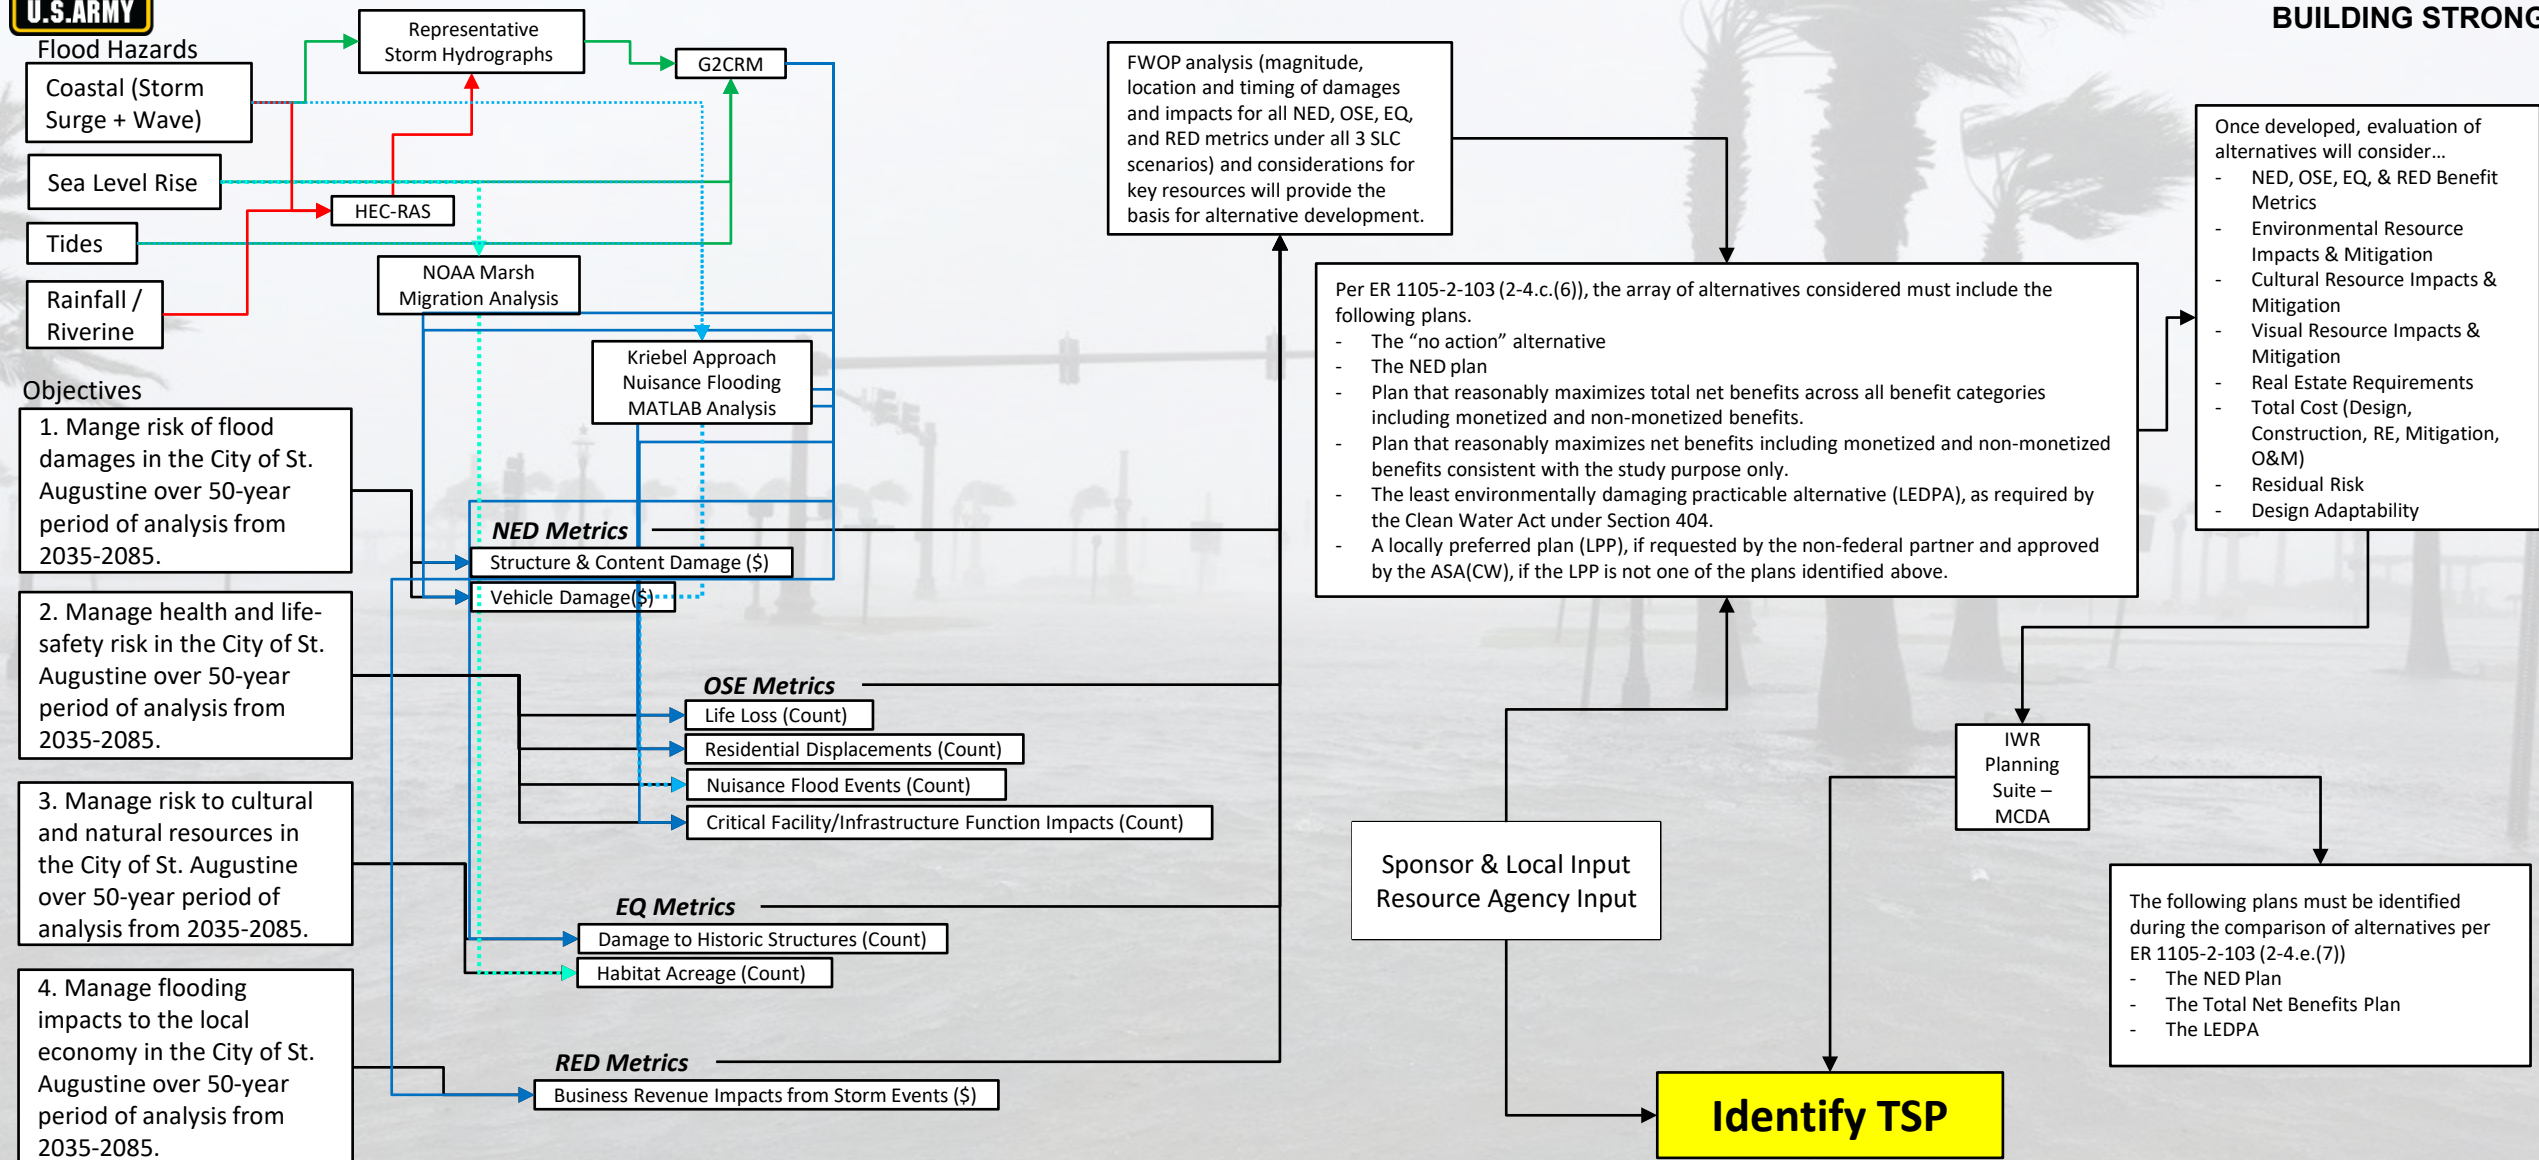 U.S.ARMY
BUILDING STRONG
Flood Hazards
Coastal (Storm
Surge + Wave)
Sea Level Rise
Tides
Rainfall /
Riverine
Representative
Storm Hydrographs
G2CRM
HEC-RAS
NOAA Marsh
Migration Analysis
Kriebel Approach
Nuisance Flooding
MATLAB Analysis
Objectives
1. Mange risk of flood
damages in the City of St.
Augustine over 50-year
period of analysis from
2035-2085.
2. Manage health and life-
safety risk in the City of St.
Augustine over 50-year
period of analysis from
2035-2085.
3. Manage risk to cultural
and natural resources in
the City of St. Augustine
over 50-year period of
analysis from 2035-2085.
4. Manage flooding
impacts to the local
economy in the City of St.
Augustine over 50-year
period of analysis from
2035-2085.
NED Metrics
Structure & Content Damage ($)
Vehicle Damage($)
OSE Metrics
Life Loss (Count)
Residential Displacements (Count)
Nuisance Flood Events (Count)
Critical Facility/Infrastructure Function Impacts (Count)
EQ Metrics
Damage to Historic Structures (Count)
Habitat Acreage (Count)
RED Metrics
Business Revenue Impacts from Storm Events ($)
FWOP analysis (magnitude,
location and timing of damages
and impacts for all NED, OSE, EQ,
and RED metrics under all 3 SLC
scenarios) and considerations for
key resources will provide the
basis for alternative development.
Per ER 1105-2-103 (2-4.c.(6)), the array of alternatives considered must include the
following plans.
- The “no action” alternative
- The NED plan
- Plan that reasonably maximizes total net benefits across all benefit categories
including monetized and non-monetized benefits.
- Plan that reasonably maximizes net benefits including monetized and non-monetized
benefits consistent with the study purpose only.
- The least environmentally damaging practicable alternative (LEDPA), as required by
the Clean Water Act under Section 404.
- A locally preferred plan (LPP), if requested by the non-federal partner and approved
by the ASA(CW), if the LPP is not one of the plans identified above.
Once developed, evaluation of
alternatives will consider…
- NED, OSE, EQ, & RED Benefit
Metrics
- Environmental Resource
Impacts & Mitigation
- Cultural Resource Impacts &
Mitigation
- Visual Resource Impacts &
Mitigation
- Real Estate Requirements
- Total Cost (Design,
Construction, RE, Mitigation,
O&M)
- Residual Risk
- Design Adaptability
Sponsor & Local Input
Resource Agency Input
IWR
Planning
Suite –
MCDA
The following plans must be identified
during the comparison of alternatives per
ER 1105-2-103 (2-4.e.(7))
- The NED Plan
- The Total Net Benefits Plan
- The LEDPA
Identify TSP